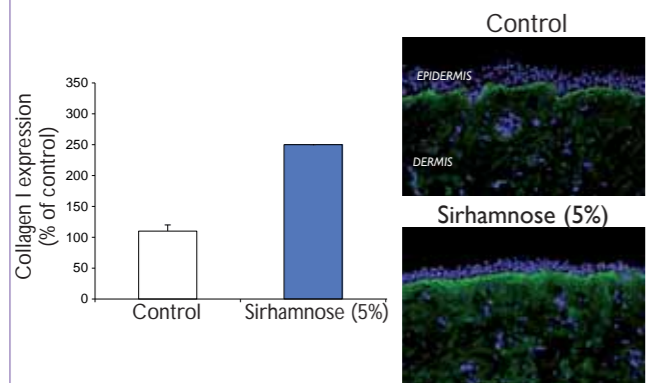 Collagen I expression
(% of control)
350
300
250
200
150
100
50
0
Control
Sirhamnose (5%)
Control
EPIDERMIS
DERMIS
Sirhamnose (5%)